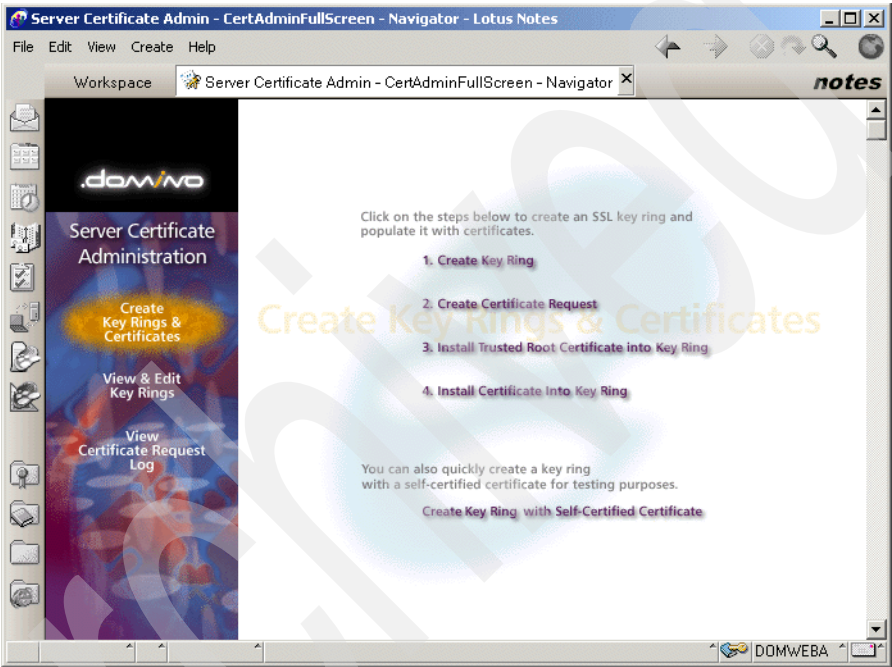 Server Certificate Admin - CertAdminFullScreen - Navigator - Lotus Notes
File Edit View Create Help
Workspace
Server Certificate Admin - CertAdminFullScreen - Navigator
notes
.domino
Server Certificate
Administration
Create
Key Rings &
Certificates
View & Edit
Key Rings
View
Certificate Request
Log
Create Key Rings & Certificates
Click on the steps below to create an SSL key ring and
populate it with certificates.
1. Create Key Ring
2. Create Certificate Request
3. Install Trusted Root Certificate into Key Ring
4. Install Certificate Into Key Ring
You can also quickly create a key ring
with a self-certified certificate for testing purposes.
Create Key Ring with Self-Certified Certificate
DOMWEBA